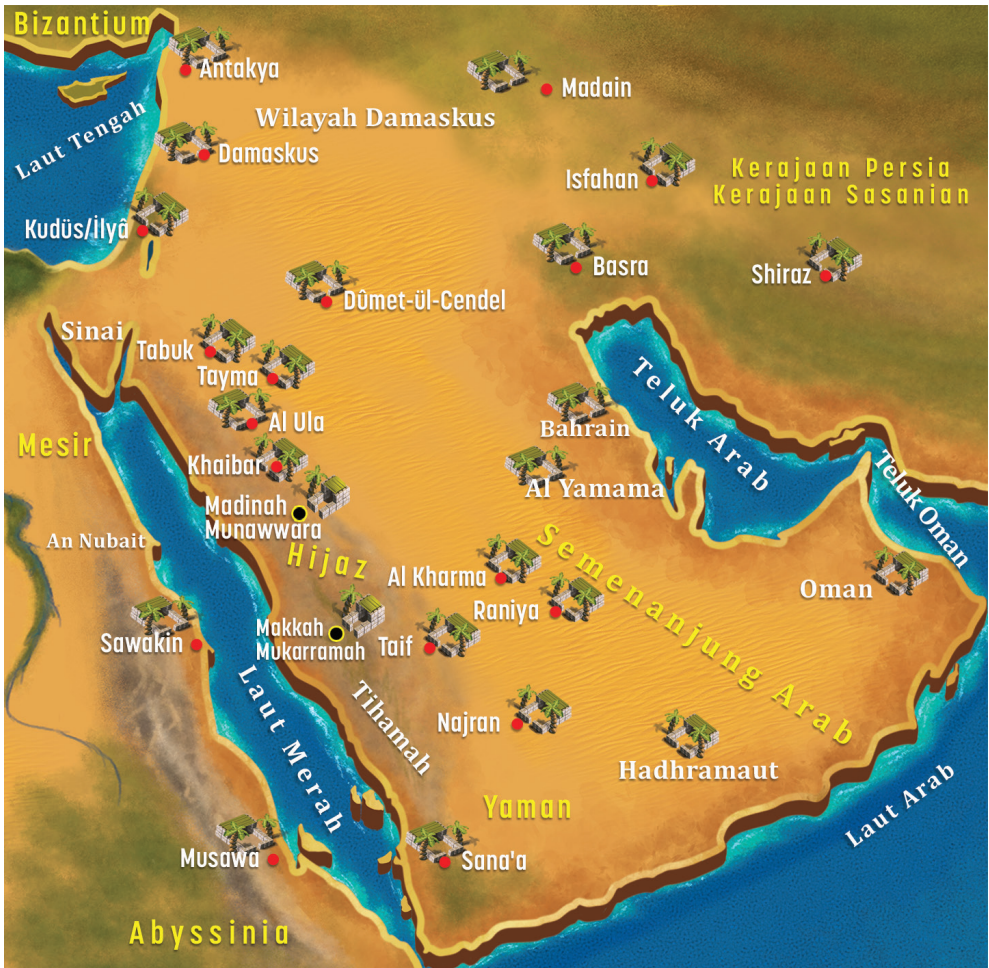 Bizantium
Antakya
Madain
Laut Tengah
Wilayah Damaskus
Damaskus
Isfahan
Kerajaan Persia
Kerajaan Sasanian
Kudüs/İlyâ
Basra
Shiraz
Dûmet-ül-Cendel
Sinai
Tabuk
Tayma
Teluk Arab
Al Ula
Bahrain
Mesir
Khaibar
Al Yamama
Teluk Oman
Madinah
Munawwara
An Nubait
Hijaz
Semenanjung Arab
Al Kharma
Oman
Raniya
Sawakin
Makkah
Mukarramah
Taif
Laut Merah
Tihamah
Najran
Hadhramaut
Yaman
Laut Arab
Musawa
Sana'a
Abyssinia